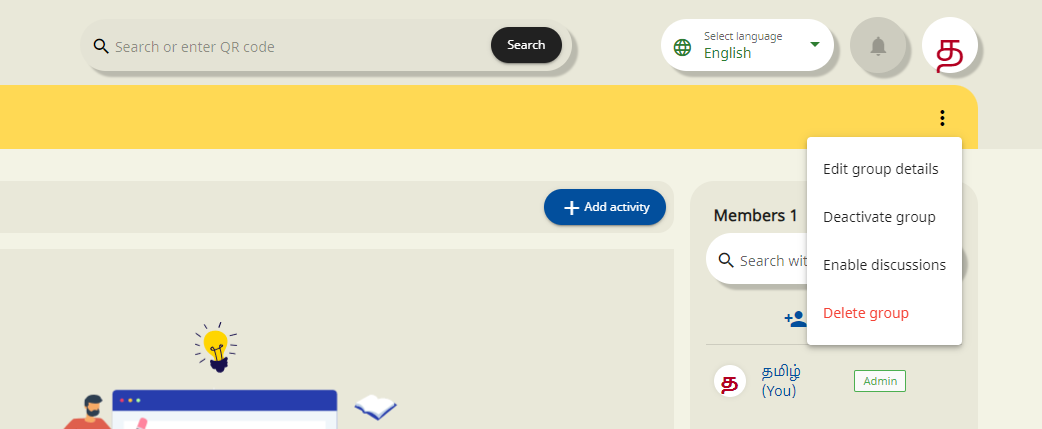 Search or enter QR code
Search
Select language
English
த
Edit group details
Deactivate group
Enable discussions
Delete group
Add activity
Members 1
Search
த
தமிழ்
(You)
Admin